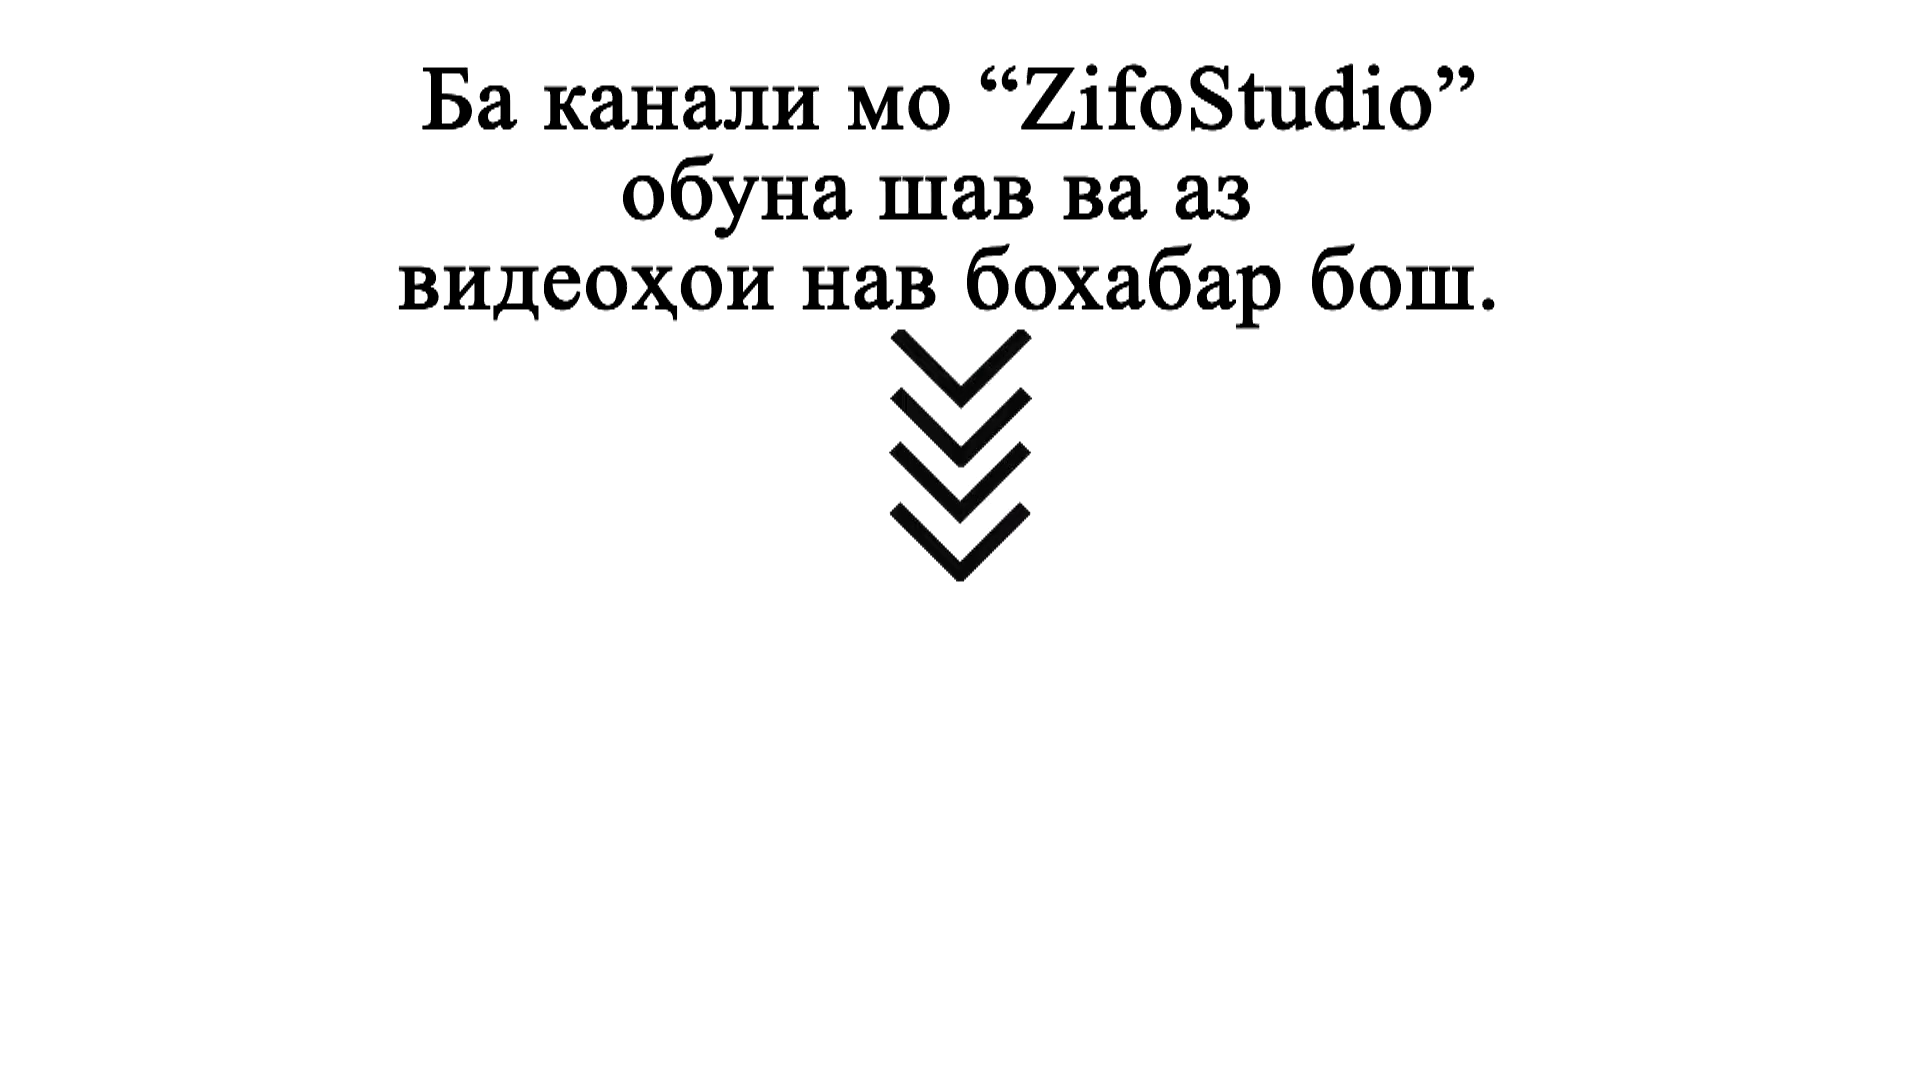 Ба канали мо “ZifoStudio”
обуна шав ва аз
видеоҳои нав бохабар бош.